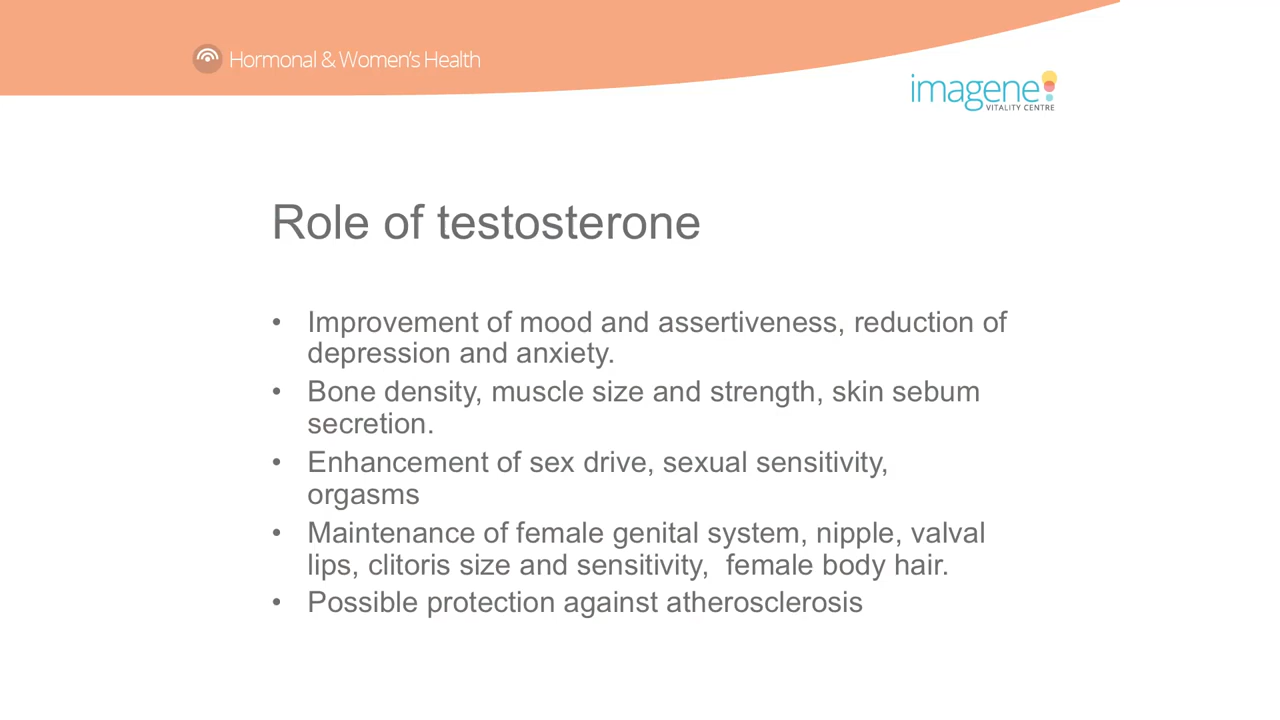 Hormonal & Women's Health
imagene
VITALITY CENTRE
Role of testosterone
• Improvement of mood and assertiveness, reduction of
depression and anxiety.
• Bone density, muscle size and strength, skin sebum
secretion.
• Enhancement of sex drive, sexual sensitivity,
orgasms
• Maintenance of female genital system, nipple, valval
lips, clitoris size and sensitivity,  female body hair.
• Possible protection against atherosclerosis